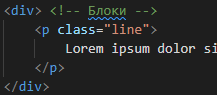 <div> <!-- Блоки -->
<p class="line">
Lorem ipsum dolor si
</p>
</div>